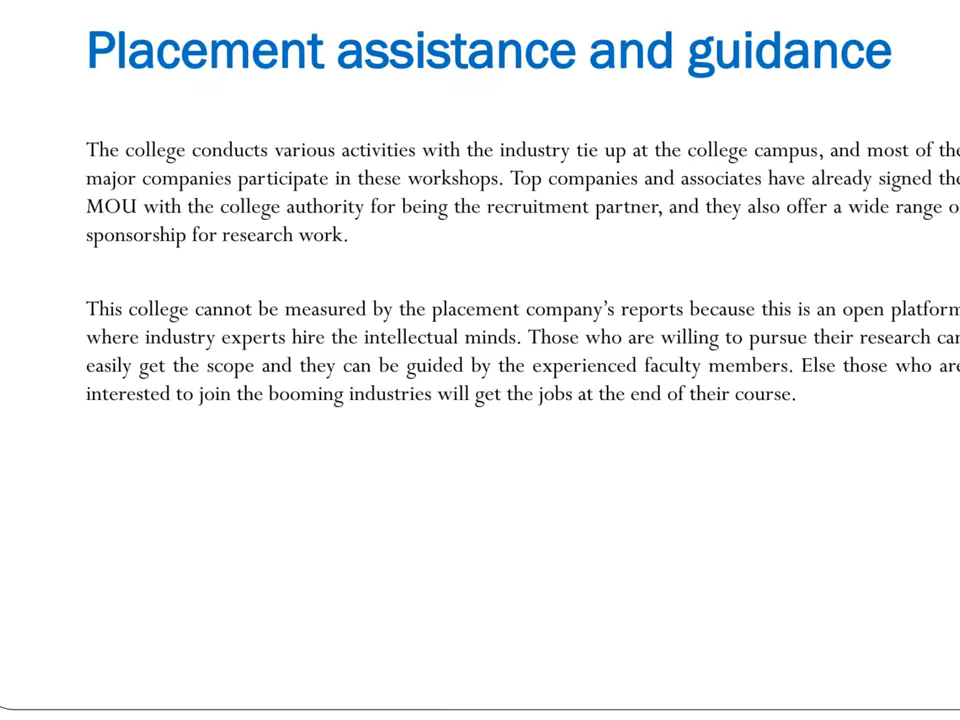 Placement assistance and guidance
The college conducts various activities with the industry tie up at the college campus, and most of the
major companies participate in these workshops. Top companies and associates have already signed the
MOU with the college authority for being the recruitment partner, and they also offer a wide range o
sponsorship for research work.
This college cannot be measured by the placement company’s reports because this is an open platform
where industry experts hire the intellectual minds. Those who are willing to pursue their research can
easily get the scope and they can be guided by the experienced faculty members. Else those who are
interested to join the booming industries will get the jobs at the end of their course.